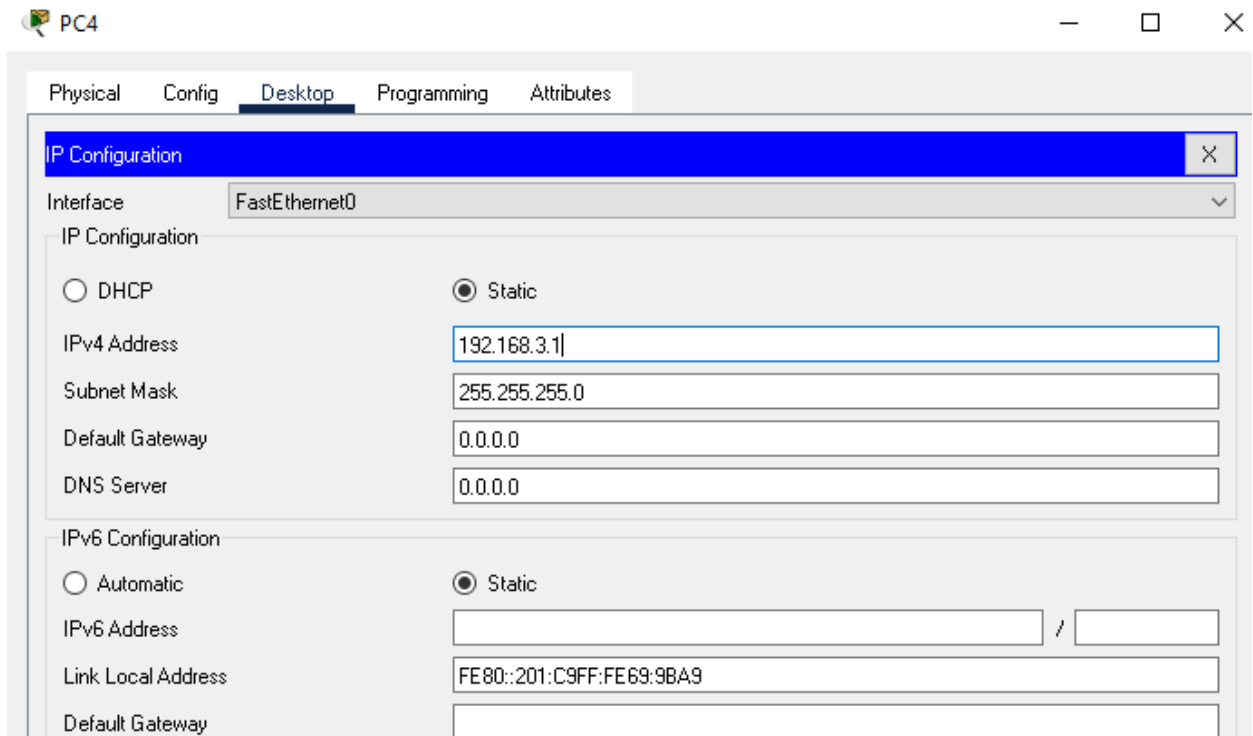 PC4
Physical Config Desktop Programming Attributes
IP Configuration X
Interface FastEthernet0
IP Configuration
DHCP Static
IPv4 Address 192.168.3.1
Subnet Mask 255.255.255.0
Default Gateway 0.0.0.0
DNS Server 0.0.0.0
IPv6 Configuration
Automatic Static
IPv6 Address /
Link Local Address FE80::201:C9FF:FE69:9BA9
Default Gateway